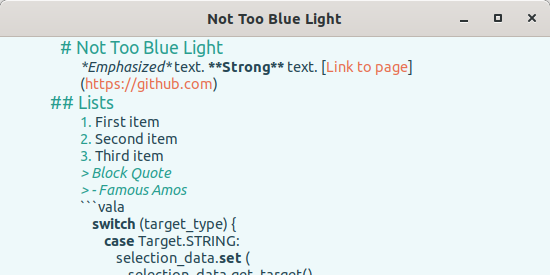 Not Too Blue Light
# Not Too Blue Light
*Emphasized* text. **Strong** text. [Link to page]
(https://github.com)
## Lists
1. First item
2. Second item
3. Third item
> Block Quote
> - Famous Amos
```vala
switch (target_type) {
case Target.STRING:
selection_data.set (
selection_data.get_target()